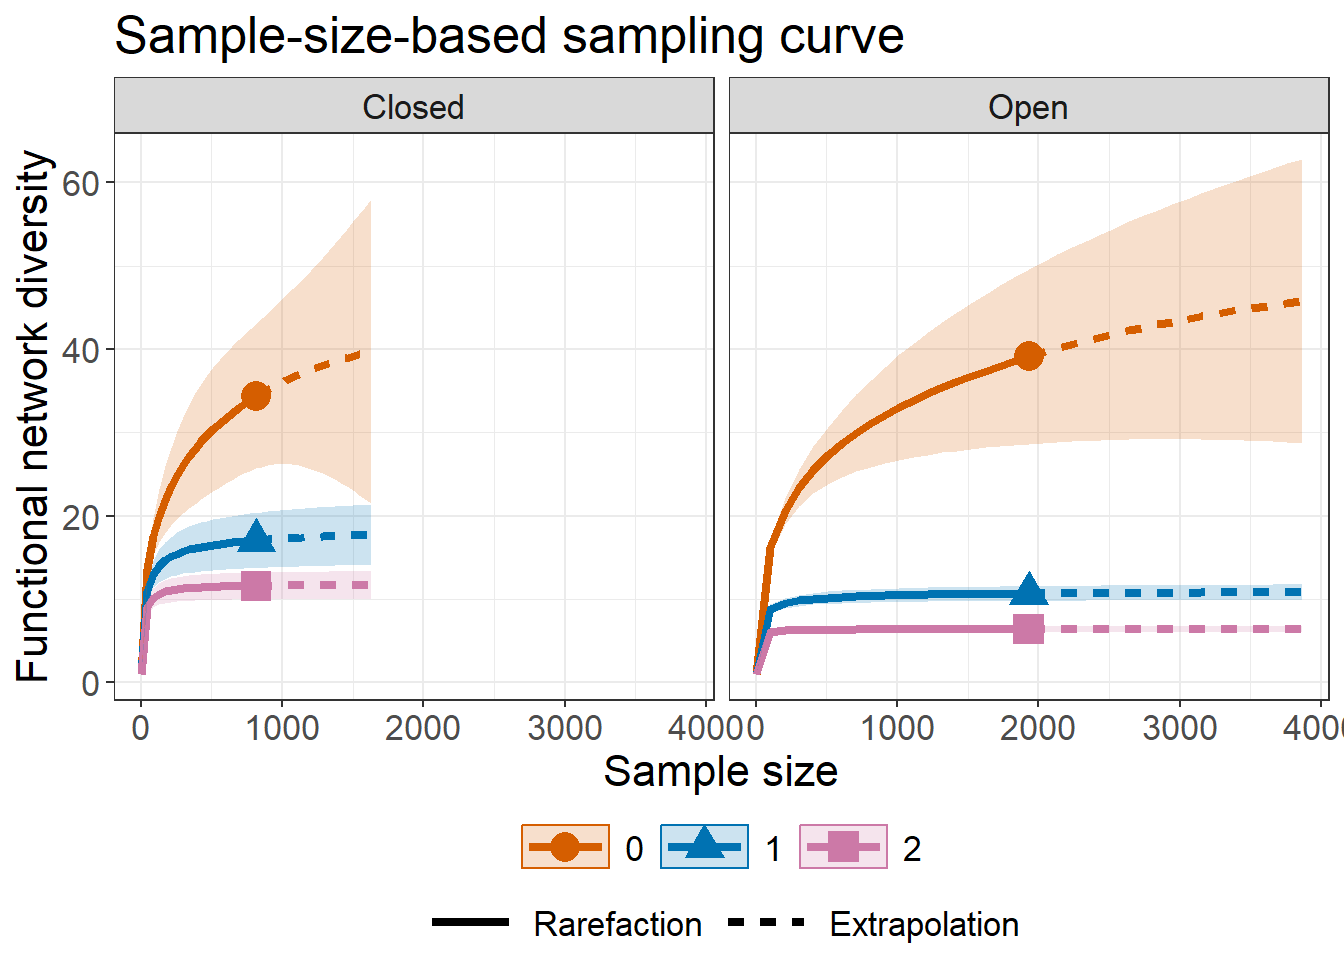 Sample-size-based sampling curve
Closed
Open
Functional network diversity
60
40
20
0
0 1000 2000 3000 4000
0 1000 2000 3000
Sample size
0 1 2
Rarefaction Extrapolation